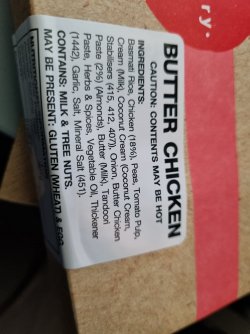 ry.
BUTTER CHICKEN
CAUTION: CONTENTS MAY BE HOT
INGREDIENTS:
Basmati Rice, Chicken (18%), Peas, Tomato Pulp,
Cream (Milk), Coconut Cream (Coconut Cream,
Stabilisers (415, 412, 407)), Onion, Butter Chicken
Paste (2%) (Almonds), Butter (Milk), Tandoori
Paste, Herbs & Spices, Vegetable Oil, Thickener
(1442), Garlic, Salt, Mineral Salt (451).
CONTAINS: MILK & TREE NUTS.
MAY BE PRESENT: GLUTEN (WHEAT) & EGG.